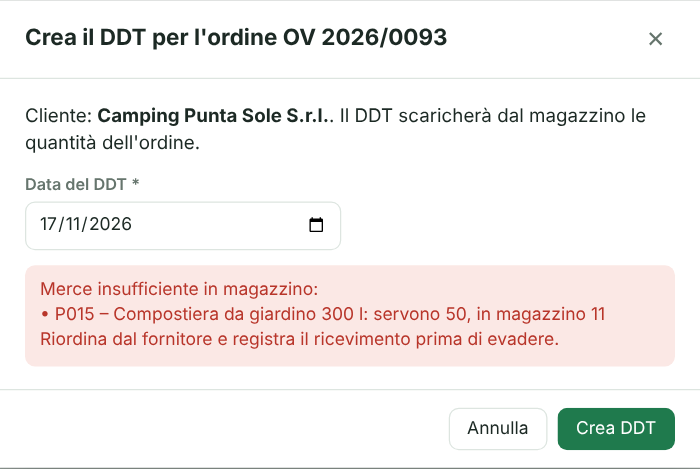 Crea il DDT per l'ordine OV 2026/0093
Cliente: Camping Punta Sole S.r.l.. Il DDT scaricherà dal magazzino le
quantità dell'ordine.
Data del DDT *
17/11/2026
Merce insufficiente in magazzino:
• P015 – Compostiera da giardino 300 l: servono 50, in magazzino 11
Riordina dal fornitore e registra il ricevimento prima di evadere.
Annulla
Crea DDT